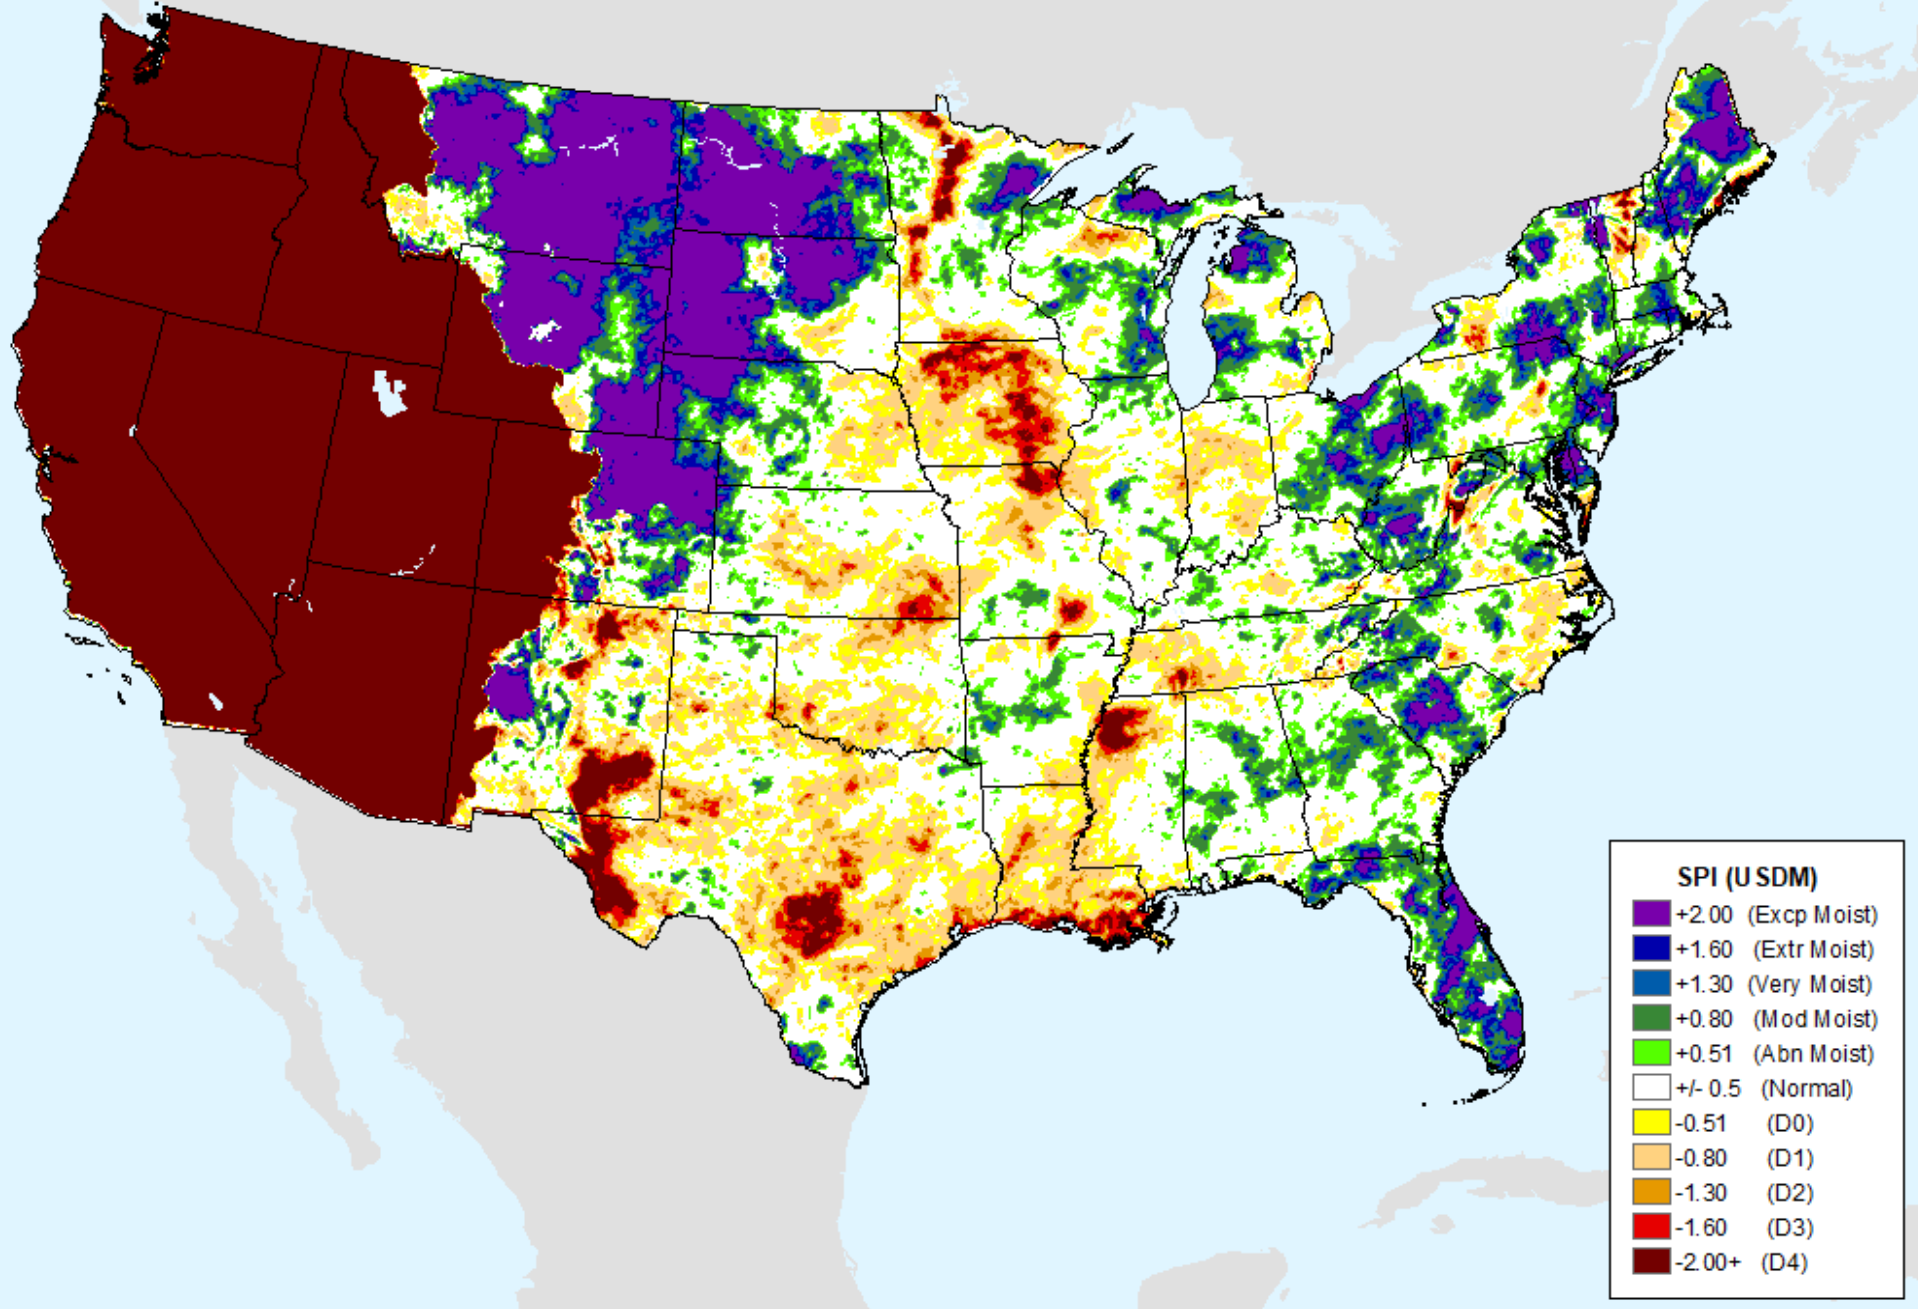 SPI (USDM)
+2.00 (Excp Moist)
+1.60 (Extr Moist)
+1.30 (Very Moist)
+0.80 (Mod Moist)
+0.51 (Abn Moist)
+/- 0.5 (Normal)
-0.51 (D0)
-0.80 (D1)
-1.30 (D2)
-1.60 (D3)
-2.00+ (D4)